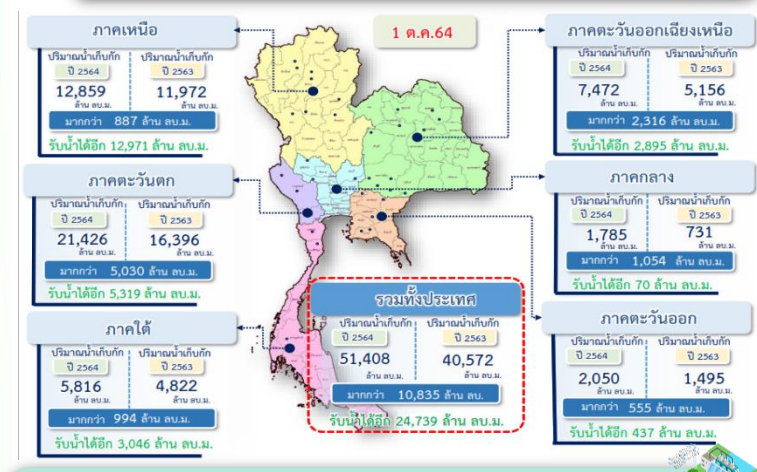 1 ต.ค.64
ภาคเหนือ
ปริมาณน้ำเก็บกัก ปริมาณน้ำเก็บกัก
ปี 2564 ปี 2563
12,859 11,972
ล้าน ลบ.ม. ล้าน ลบ.ม.
มากกว่า 887 ล้าน ลบ.ม.
รับน้ำได้อีก 12,971 ล้าน ลบ.ม.
ภาคตะวันออกเฉียงเหนือ
ปริมาณน้ำเก็บกัก ปริมาณน้ำเก็บกัก
ปี 2564 ปี 2563
7,472 5,156
ล้าน ลบ.ม. ล้าน ลบ.ม.
มากกว่า 2,316 ล้าน ลบ.ม.
รับน้ำได้อีก 2,895 ล้าน ลบ.ม.
ภาคตะวันตก
ปริมาณน้ำเก็บกัก ปริมาณน้ำเก็บกัก
ปี 2564 ปี 2563
21,426 16,396
ล้าน ลบ.ม. ล้าน ลบ.ม.
มากกว่า 5,030 ล้าน ลบ.ม.
รับน้ำได้อีก 5,319 ล้าน ลบ.ม.
ภาคกลาง
ปริมาณน้ำเก็บกัก ปริมาณน้ำเก็บกัก
ปี 2564 ปี 2563
1,785 731
ล้าน ลบ.ม. ล้าน ลบ.ม.
มากกว่า 1,054 ล้าน ลบ.ม.
รับน้ำได้อีก 70 ล้าน ลบ.ม.
ภาคใต้
ปริมาณน้ำเก็บกัก ปริมาณน้ำเก็บกัก
ปี 2564 ปี 2563
5,816 4,822
ล้าน ลบ.ม. ล้าน ลบ.ม.
มากกว่า 994 ล้าน ลบ.ม.
รับน้ำได้อีก 3,046 ล้าน ลบ.ม.
รวมทั้งประเทศ
ปริมาณน้ำเก็บกัก ปริมาณน้ำเก็บกัก
ปี 2564 ปี 2563
51,408 40,572
ล้าน ลบ.ม. ล้าน ลบ.ม.
มากกว่า 10,835 ล้าน ลบ.
รับน้ำได้อีก 24,739 ล้าน ลบ.ม.
ภาคตะวันออก
ปริมาณน้ำเก็บกัก ปริมาณน้ำเก็บกัก
ปี 2564 ปี 2563
2,050 1,495
ล้าน ลบ.ม. ล้าน ลบ.ม.
มากกว่า 555 ล้าน ลบ.ม.
รับน้ำได้อีก 437 ล้าน ลบ.ม.